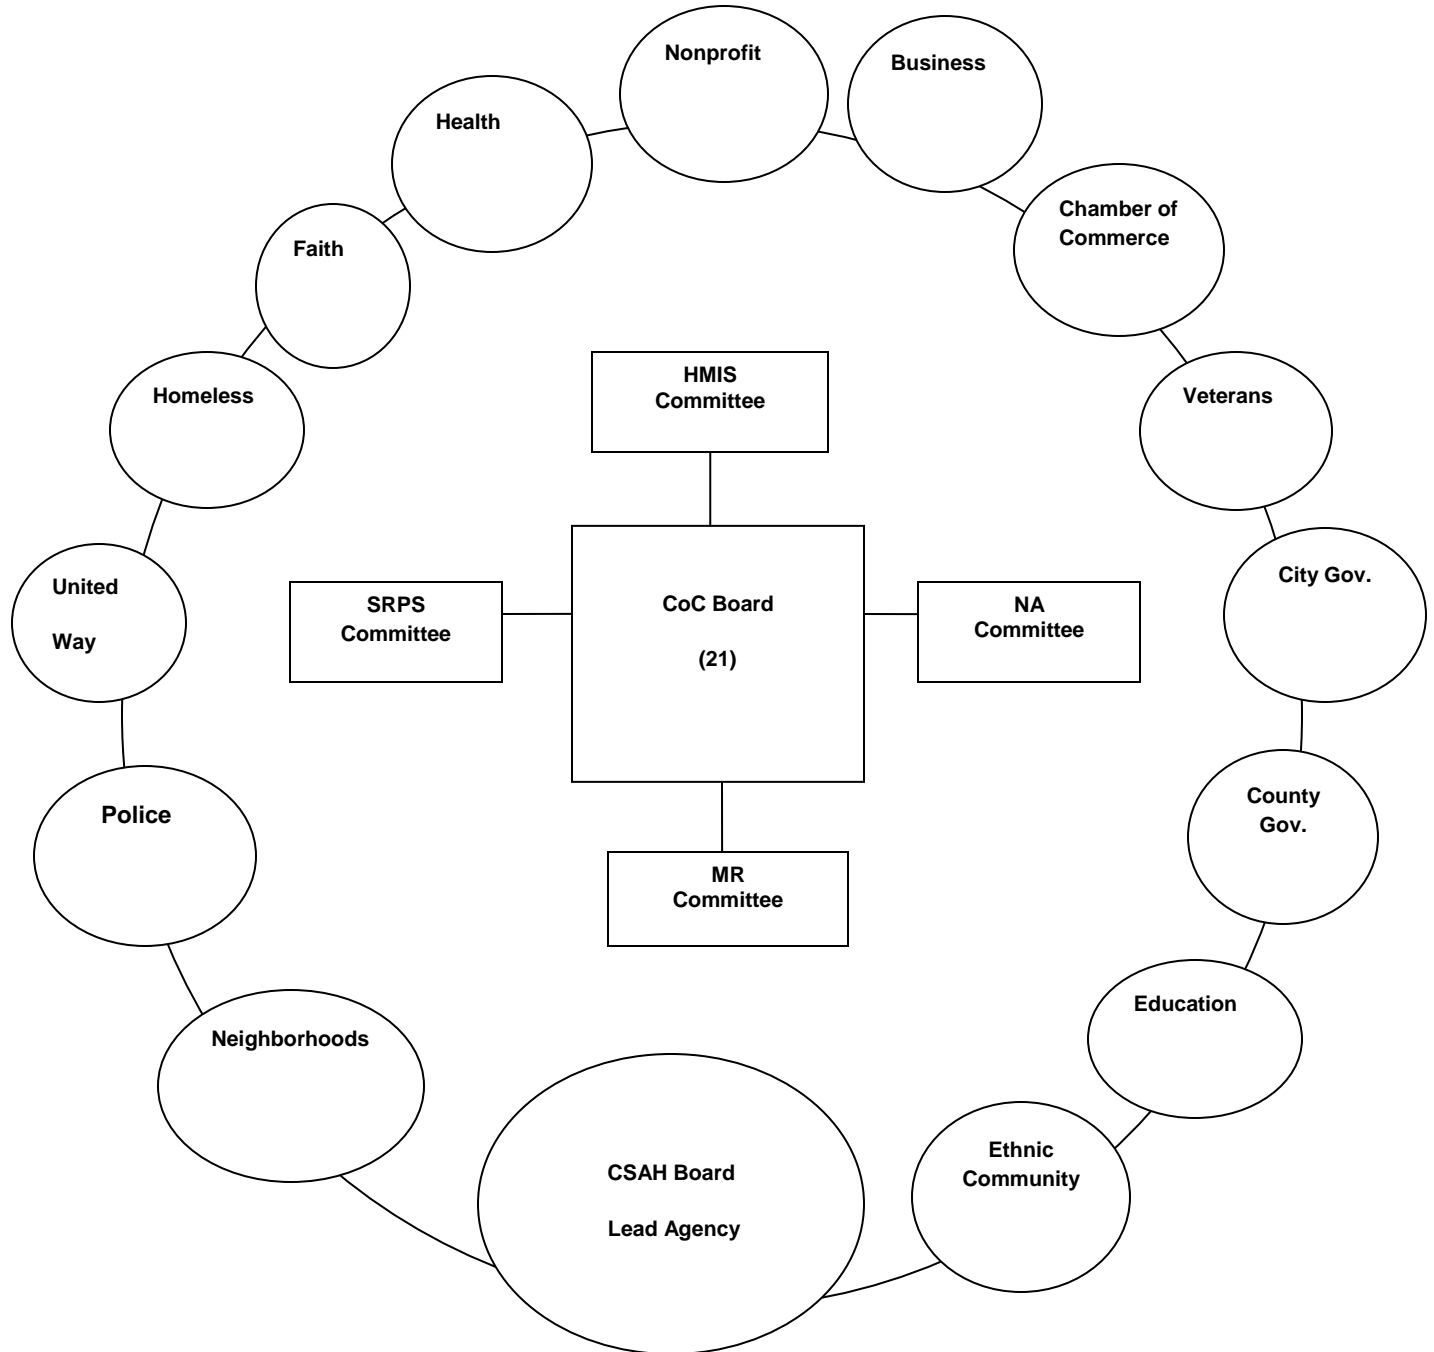 Nonprofit
Business
Health
Chamber of
Commerce
Faith
Homeless
HMIS
Committee
Veterans
United
Way
SRPS
Committee
CoC Board
(21)
NA
Committee
City Gov.
Police
County
Gov.
MR
Committee
Education
Neighborhoods
Ethnic
Community
CSAH Board
Lead Agency